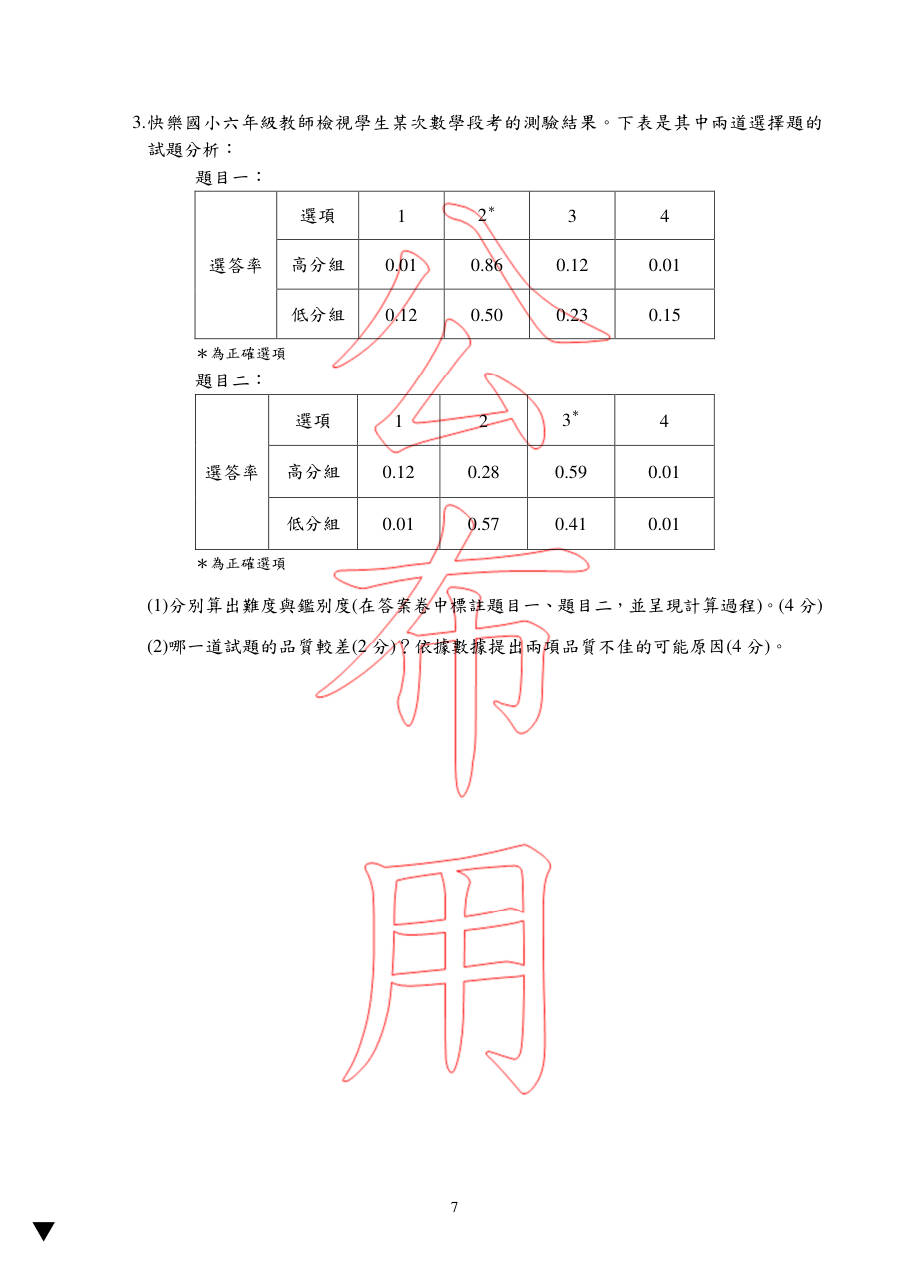 3.快樂國小六年級教師檢視學生某次數學段考的測驗結果。下表是其中兩道選擇題的
試題分析：
題目一：
選項 1 2* 3 4
選答率 高分組 0.01 0.86 0.12 0.01
低分組 0.12 0.50 0.23 0.15
＊為正確選項
題目二：
選項 1 2 3* 4
選答率 高分組 0.12 0.28 0.59 0.01
低分組 0.01 0.57 0.41 0.01
＊為正確選項
(1)分別算出難度與鑑別度(在答案卷中標註題目一、題目二，並呈現計算過程)。(4 分)
(2)哪一道試題的品質較差(2 分)？依據數據提出兩項品質不佳的可能原因(4 分)。
公布用
7